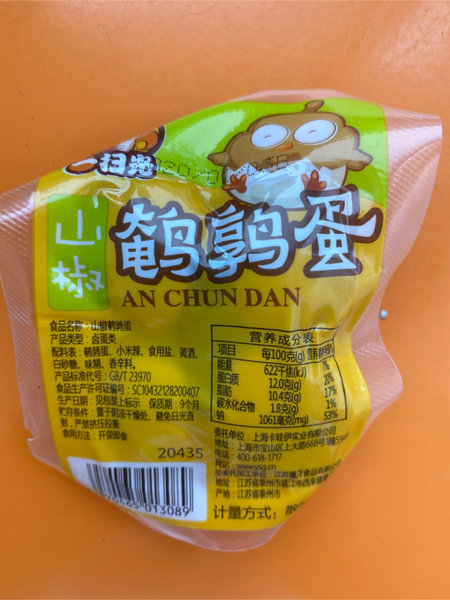 一扫光
山椒
鹌鹑蛋
AN CHUN DAN
食品名称：山椒鹌鹑蛋
产品类型：卤蛋类
配料表：鹌鹑蛋、小米辣、食用盐、黄酒、
白砂糖、味精、香辛料。
产品标准代号：GB/T 23970
食品生产许可证编号：SC10432128200407
生产日期：见包装上标示 保质期：9个月
贮存条件：置于阴凉干燥处、避免日光直
射，严禁挤压拉撕
食用方法：开袋即食
20435
013089
营养成分表
项目 每100克(g)
能量 622千焦(kJ)
蛋白质 12.0克(g) 20%
脂肪 10.4克(g) 17%
碳水化合物 1.8克(g) 1%
钠 1061毫克(mg) 53%
委托单位：上海卡哇伊实业有限公司
地址：上海市宝山区上大路668号
电话：400-618-1717
网址：
地址：江苏省泰州市
产地：江苏省泰州市
计量方式：